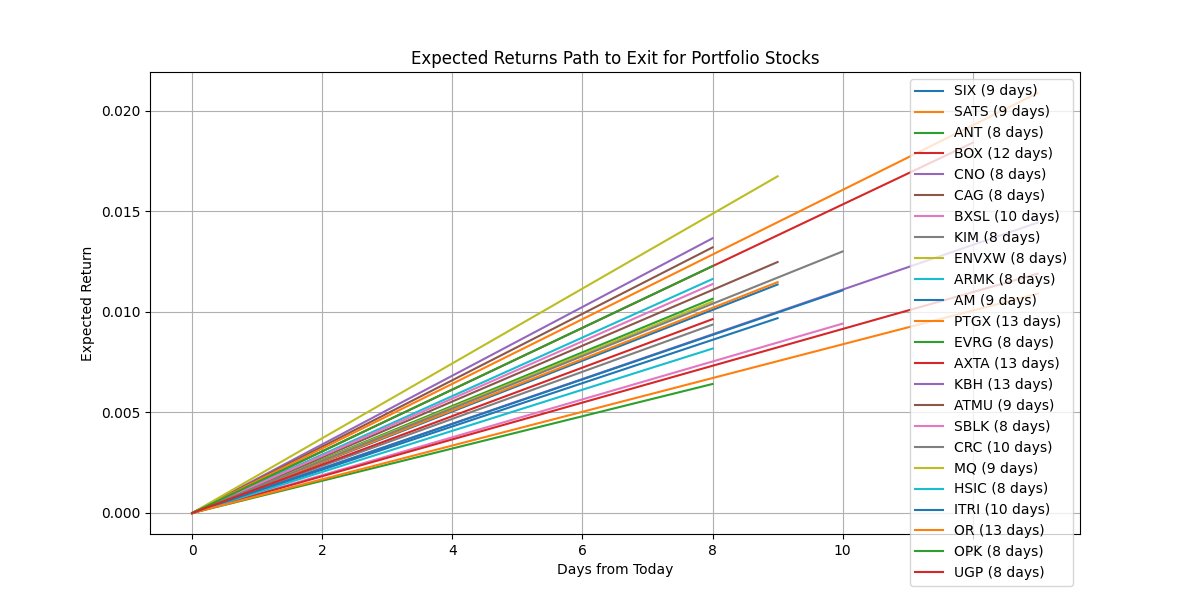 Expected Returns Path to Exit for Portfolio Stocks
Expected Return
0.020
0.015
0.010
0.005
0.000
0
2
4
6
8
10
Days from Today
SIX (9 days)
SATS (9 days)
ANT (8 days)
BOX (12 days)
CNO (8 days)
CAG (8 days)
BXSL (10 days)
KIM (8 days)
ENVXW (8 days)
ARMK (8 days)
AM (9 days)
PTGX (13 days)
EVRG (8 days)
AXTA (13 days)
KBH (13 days)
ATMU (9 days)
SBLK (8 days)
CRC (10 days)
MQ (9 days)
HSIC (8 days)
ITRI (10 days)
OR (13 days)
OPK (8 days)
UGP (8 days)